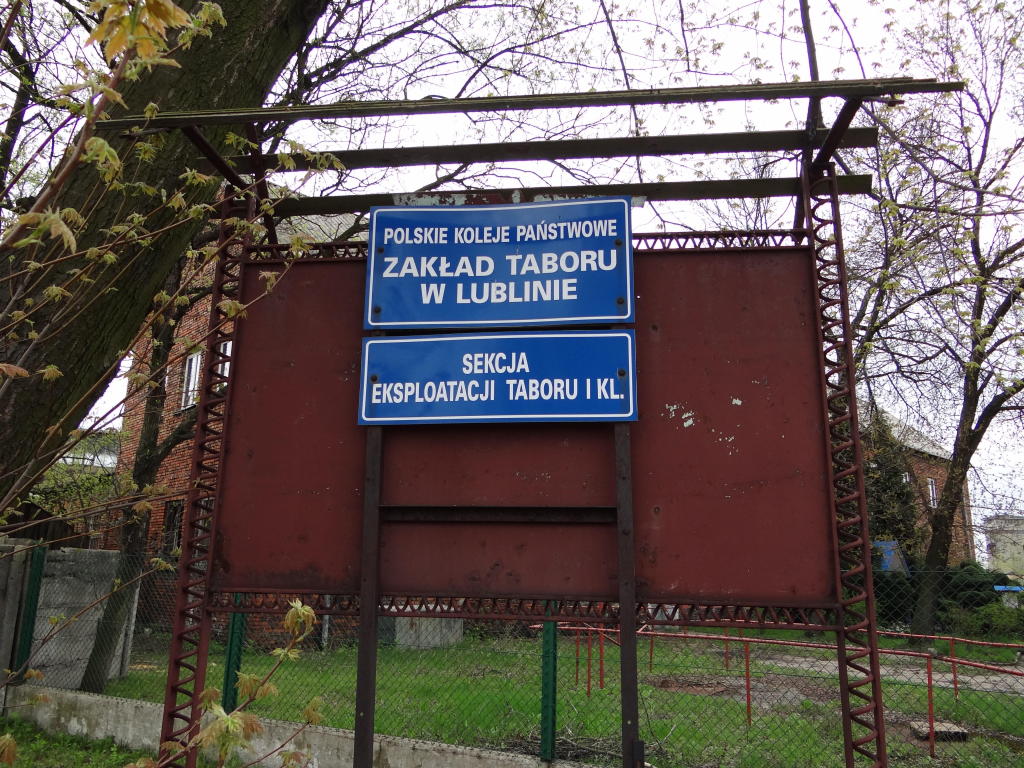 POLSKIE KOLEJE PAŃSTWOWE
ZAKŁAD TABORU
W LUBLINIE
SEKCJA
EKSPLOATACJI TABORU I KL.